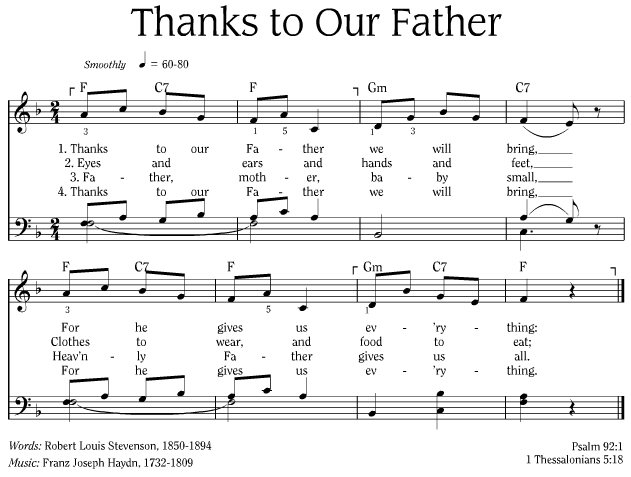 Thanks to Our Father
Smoothly ♩ = 60-80
F C7 F Gm C7
3 1 5 1 3
1. Thanks to our Fa - ther we will bring,
2. Eyes and ears and hands and feet,
3. Fa - ther, moth - er, ba - by small,
4. Thanks to our Fa - ther we will bring,
F C7 F Gm C7 F
3 5 1
For he gives us ev - 'ry - thing:
Clothes to wear, and food to eat;
Heav'n - ly Fa - ther gives us all.
For he gives us ev - 'ry - thing.
Words: Robert Louis Stevenson, 1850-1894 Psalm 92:1
Music: Franz Joseph Haydn, 1732-1809 1 Thessalonians 5:18